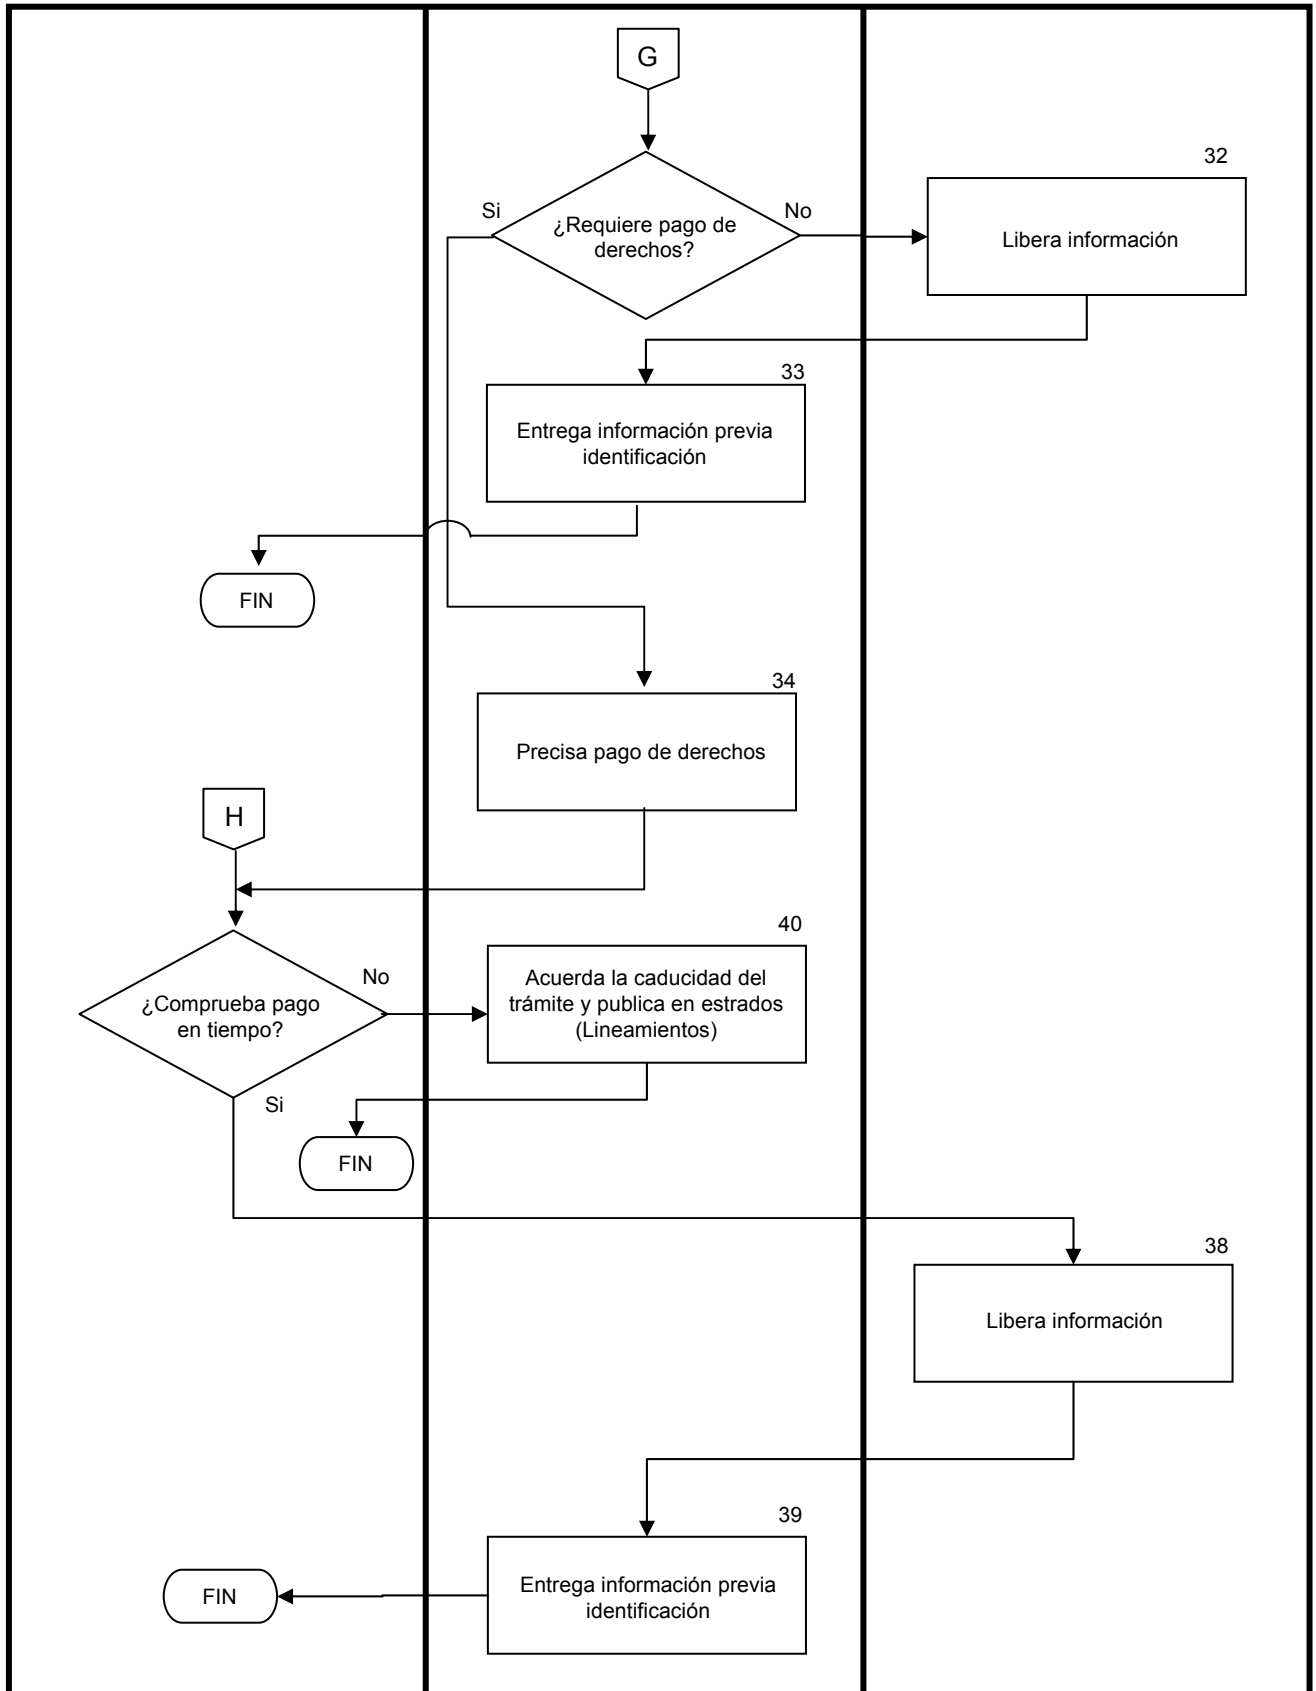 G
32
Si
No
¿Requiere pago de
derechos?
Libera información
33
Entrega información previa
identificación
FIN
34
Precisa pago de derechos
H
40
No
Acuerda la caducidad del
trámite y publica en estrados
(Lineamientos)
¿Comprueba pago
en tiempo?
Si
FIN
38
Libera información
39
Entrega información previa
identificación
FIN